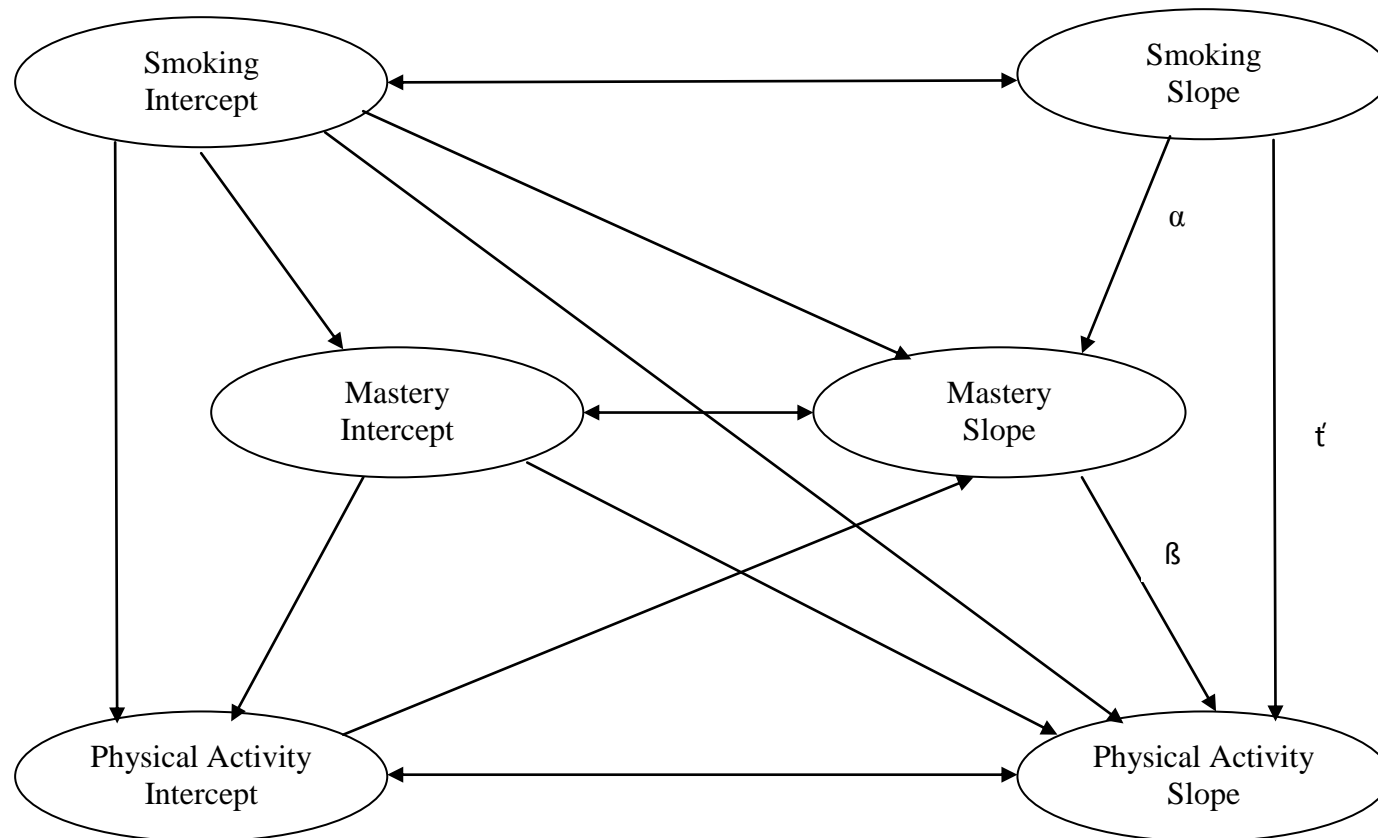 Smoking
Intercept
Smoking
Slope
α
Mastery
Intercept
Mastery
Slope
ť
ß
Physical Activity
Intercept
Physical Activity
Slope